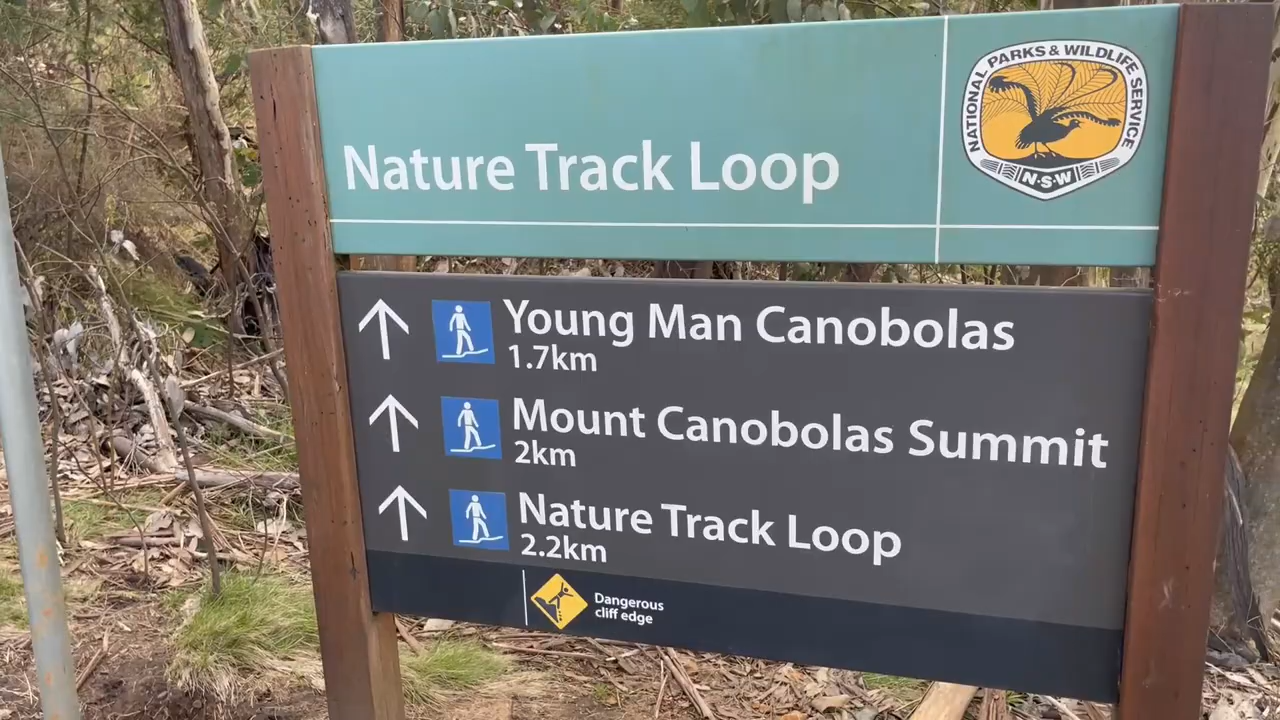 Nature Track Loop
NATIONAL PARKS & WILDLIFE SERVICE
N·S·W
Young Man Canobolas
1.7km
Mount Canobolas Summit
2km
Nature Track Loop
2.2km
Dangerous
cliff edge